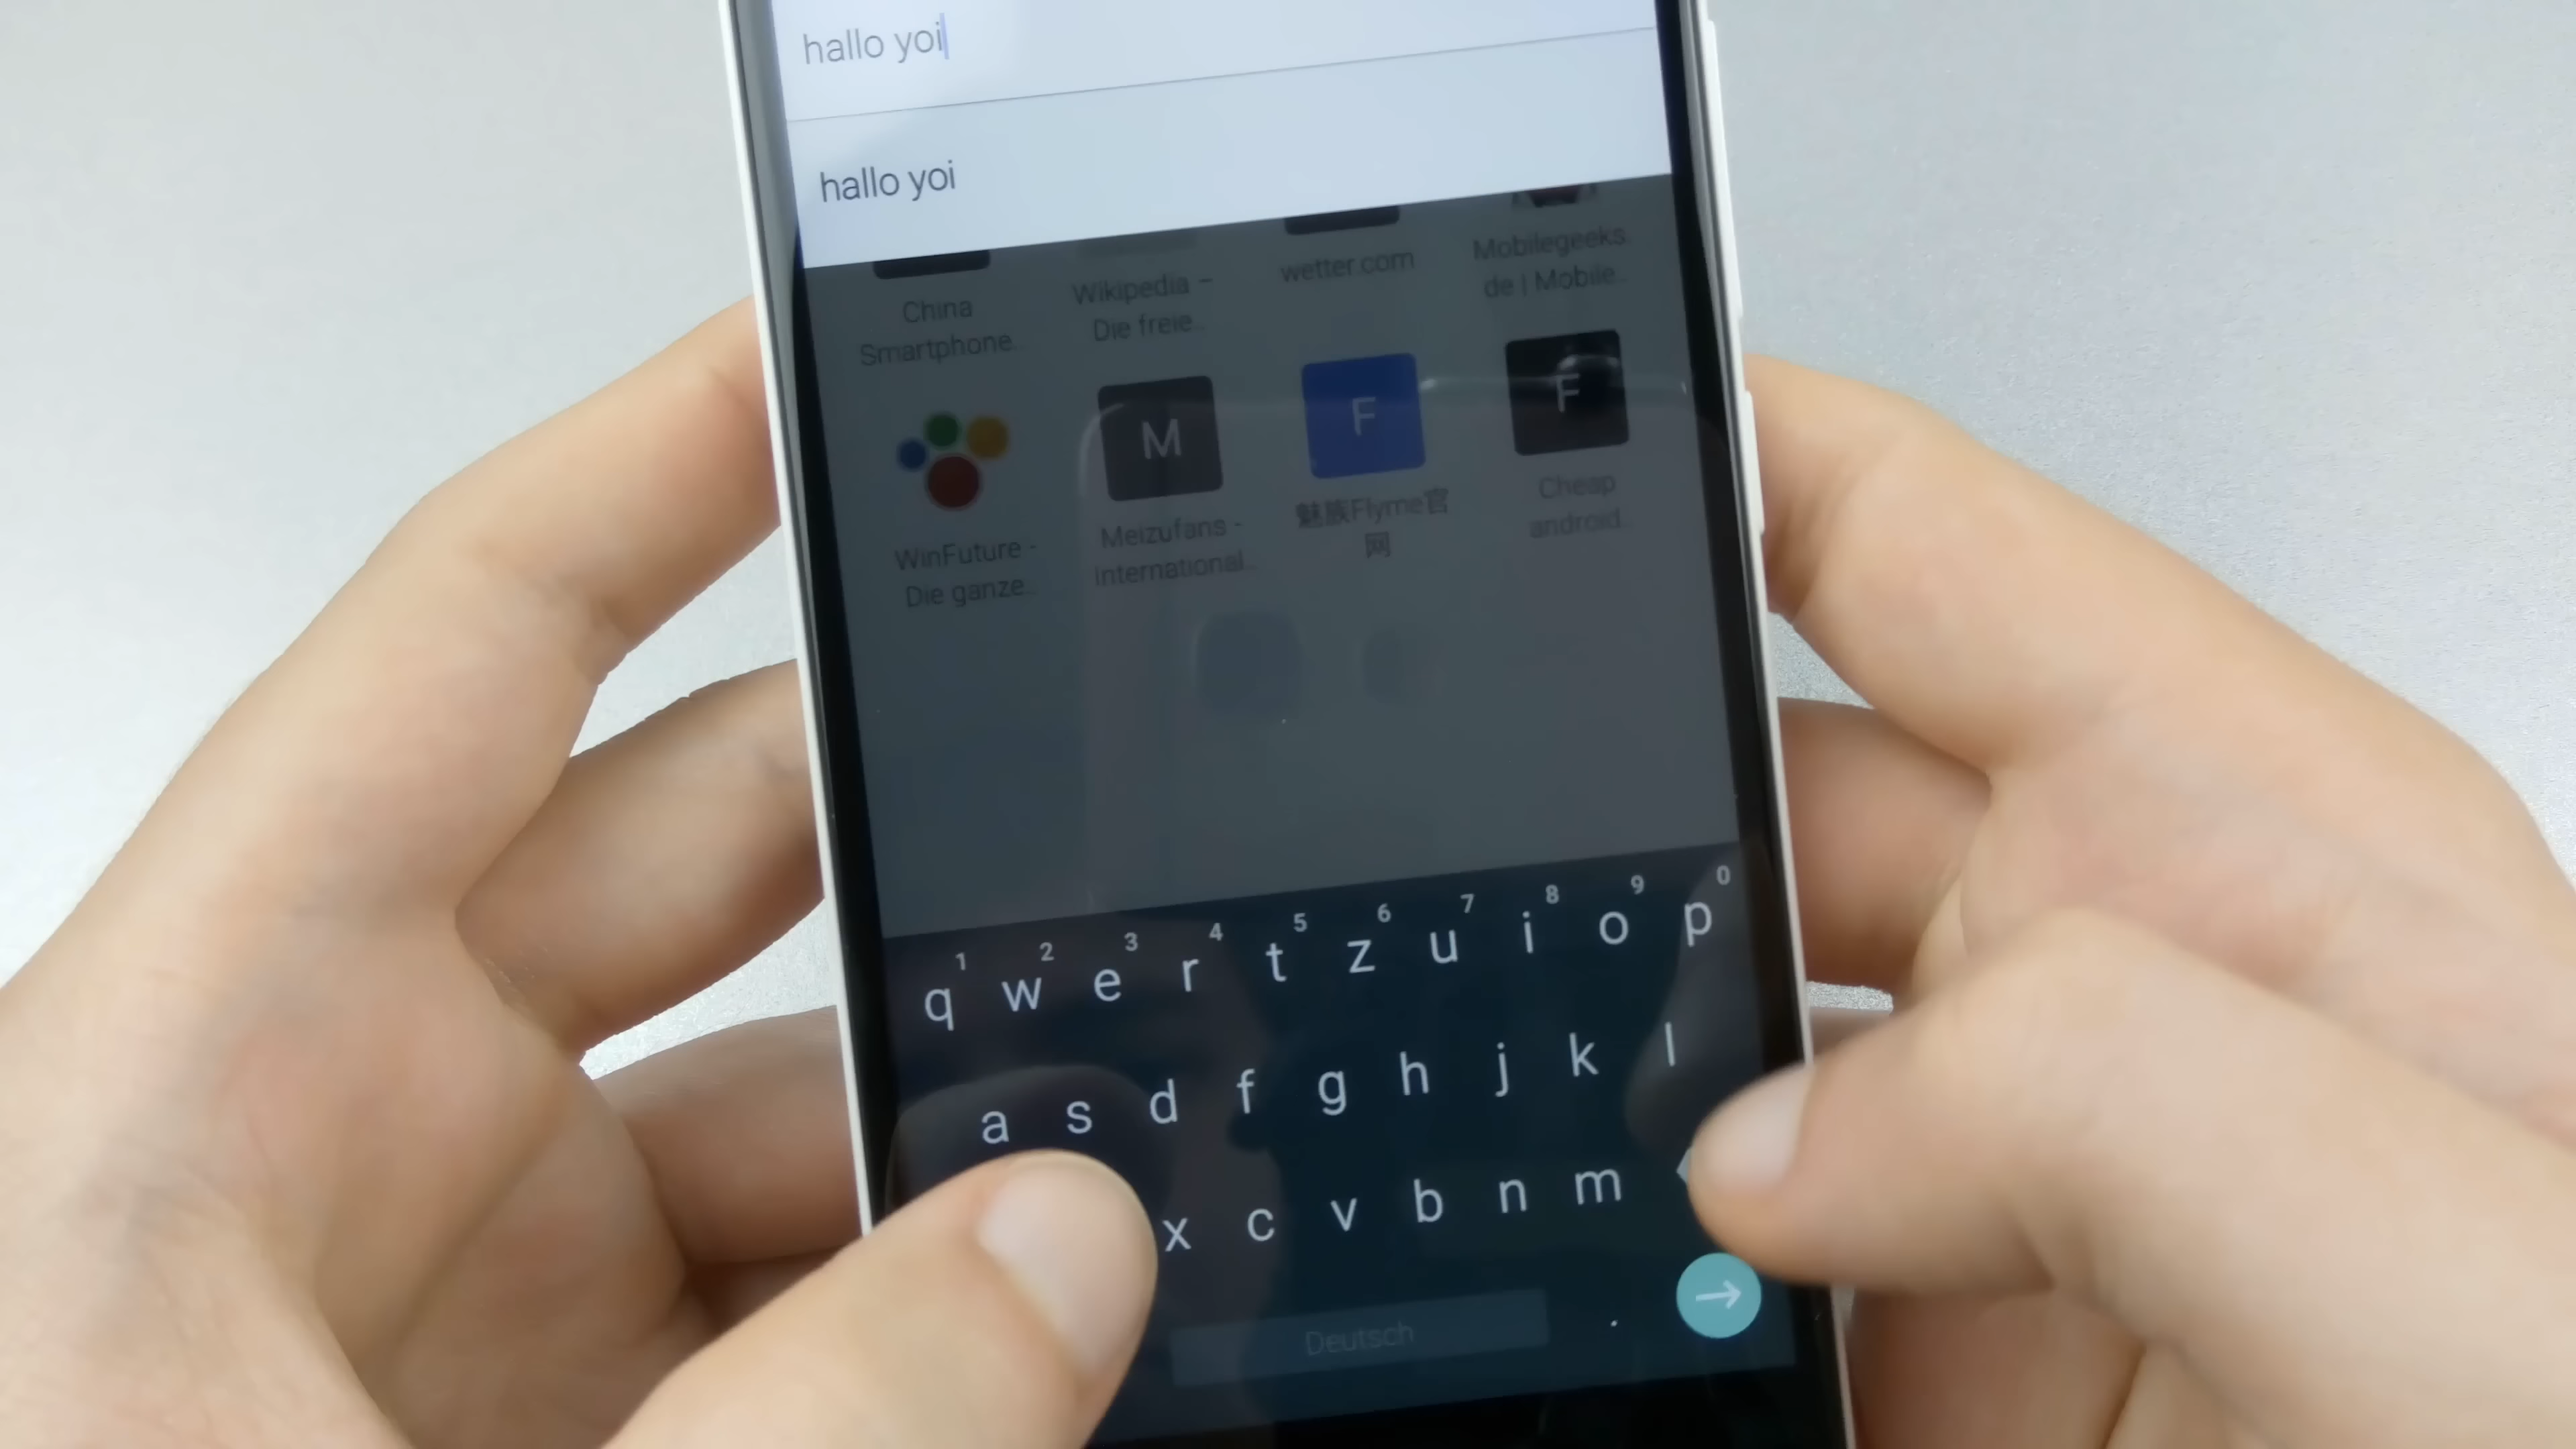 hallo yoi
hallo yoi
China
Smartphone..
Wikipedia –
Die freie..
wetter.com
Mobilegeeks.
de | Mobile..
M
F
F
WinFuture -
Die ganze..
Meizufans -
International..
魅族Flyme官
网
Cheap
android..
1 2 3 4 5 6 7 8 9 0
q w e r t z u i o p
a s d f g h j k l
x c v b n m
Deutsch .